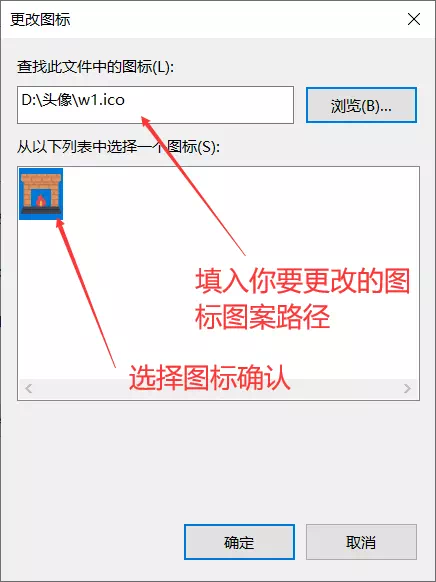 更改图标
查找此文件中的图标(L):
D:\头像\w1.ico
浏览(B)...
从以下列表中选择一个图标(S):
填入你要更改的图
标图案路径
选择图标确认
确定
取消